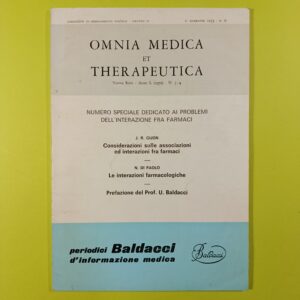 OMNIA MEDICA
ET
THERAPEUTICA
NUMERO SPECIALE DEDICATO AI PROBLEMI
DELL'INTERAZIONE FRA FARMACI
Considerazioni sulle associazioni
ed interazioni fra farmaci
N. DI PAOLO
Le interazioni farmacologiche
Prefazione del Prof. U. Baldacci
periodici Baldacci
d'informazione medica
Baldacci